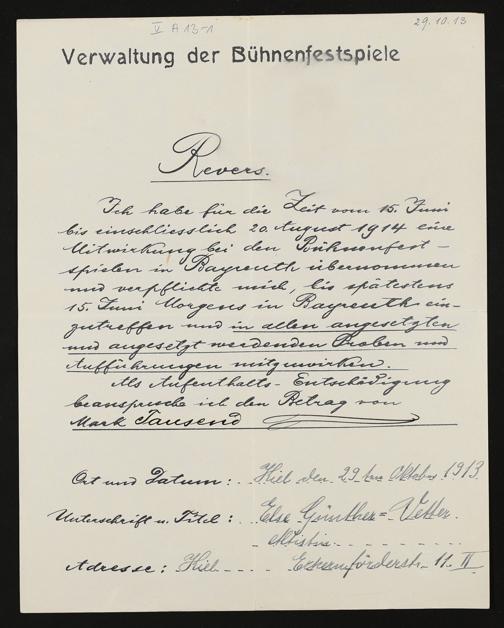 V A 13-1
29.10.13
Verwaltung der Bühnenfestspiele
Revers.
Ich habe für die Zeit vom 15. Juni
bis einschliesslich 20. August 1914 eine
Mitwirkung bei den Bühnenfest-
spielen in Bayreuth übernommen
und verpflichte mich, bis spätestens
15. Juni Morgens in Bayreuth ein-
zutreffen und in allen angesetzten
und angesetzt werdenden Proben und
Aufführungen mitzuwirken.
Als Aufenthalts-Entschädigung
beanspruche ich den Betrag von
Mark Tausend
Ort und Datum: Kiel den 29ten Oktober 1913.
Unterschrift u. Titel: Else Günther-Vetter.
Adresse: Kiel Eckernförderstr. 11. II